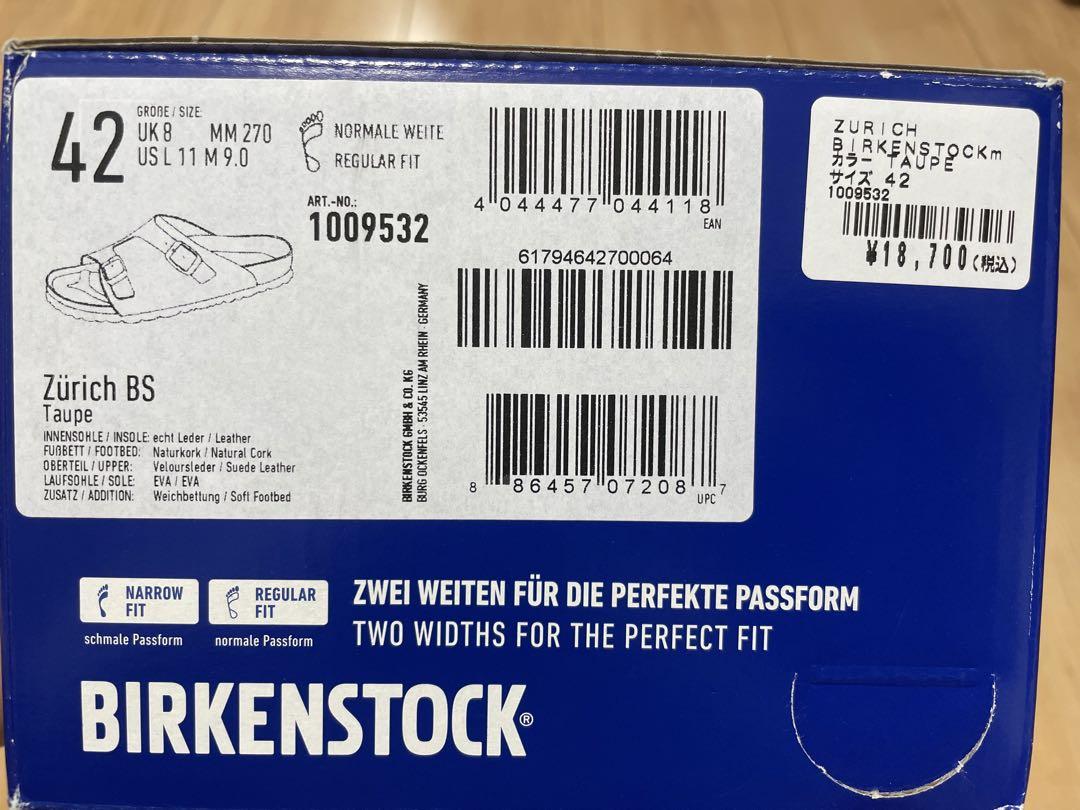 42
GRÖßE / SIZE
UK 8 MM 270
US L 11 M 9.0
NORMALE WEITE
REGULAR FIT
ART.-NO.:
1009532
4 044477 044118
EAN
61794642700064
8 86457 07208 7
UPC
BIRKENSTOCK GMBH & CO. KG
BURG OCKENFELS · 53545 LINZ AM RHEIN · GERMANY
Zürich BS
Taupe
INNENSOHLE / INSOLE: echt Leder / Leather
FUßBETT / FOOTBED: Naturkork / Natural Cork
OBERTEIL / UPPER: Veloursleder / Suede Leather
LAUFSOHLE / SOLE: EVA / EVA
ZUSATZ / ADDITION: Weichbettung / Soft Footbed
ZURICH
BIRKENSTOCKm
カラー TAUPE
サイズ 42
1009532
¥18,700(税込)
NARROW
FIT
schmale Passform
REGULAR
FIT
normale Passform
ZWEI WEITEN FÜR DIE PERFEKTE PASSFORM
TWO WIDTHS FOR THE PERFECT FIT
BIRKENSTOCK®